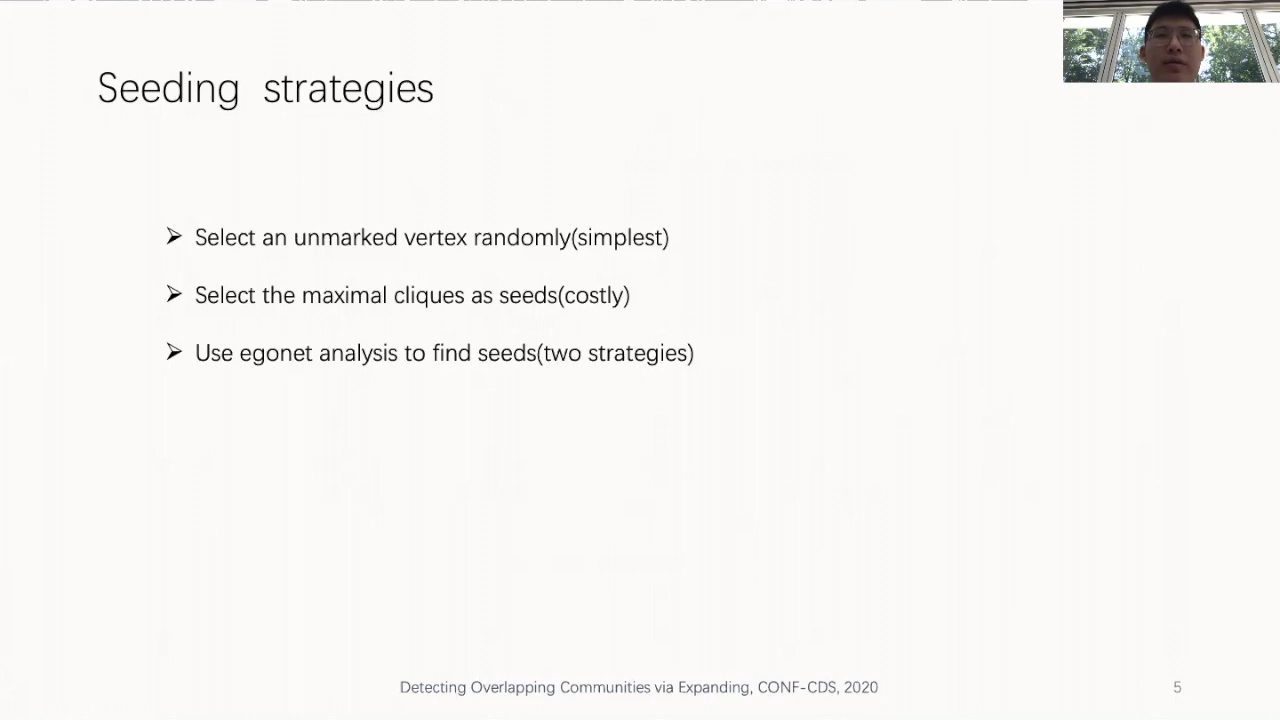 Seeding strategies
➢ Select an unmarked vertex randomly(simplest)
➢ Select the maximal cliques as seeds(costly)
➢ Use egonet analysis to find seeds(two strategies)
Detecting Overlapping Communities via Expanding, CONF-CDS, 2020
5